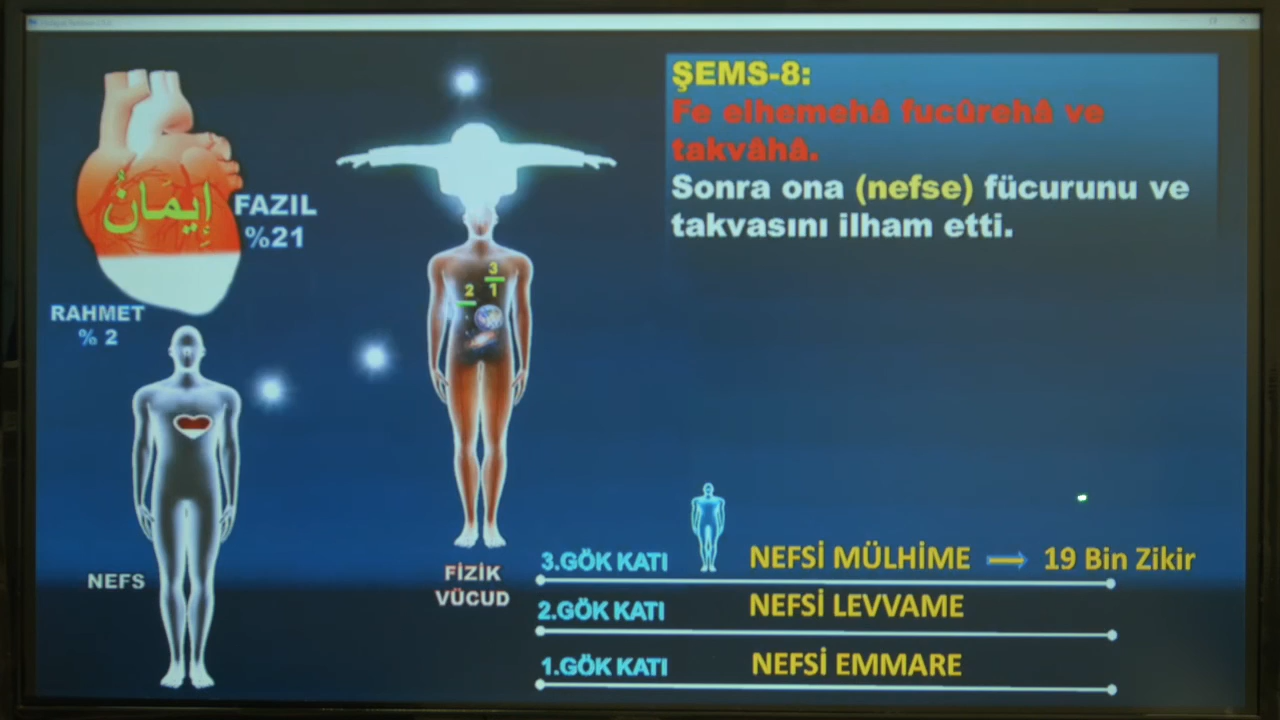 ŞEMS-8:
Fe elhemehâ fucûrehâ ve
takvâhâ.
Sonra ona (nefse) fücurunu ve
takvasını ilham etti.
إِيمَانُ
FAZIL
%21
RAHMET
% 2
3
1
2
NEFS
FİZİK
VÜCUD
3.GÖK KATI NEFSİ MÜLHİME 19 Bin Zikir
2.GÖK KATI NEFSİ LEVVAME
1.GÖK KATI NEFSİ EMMARE